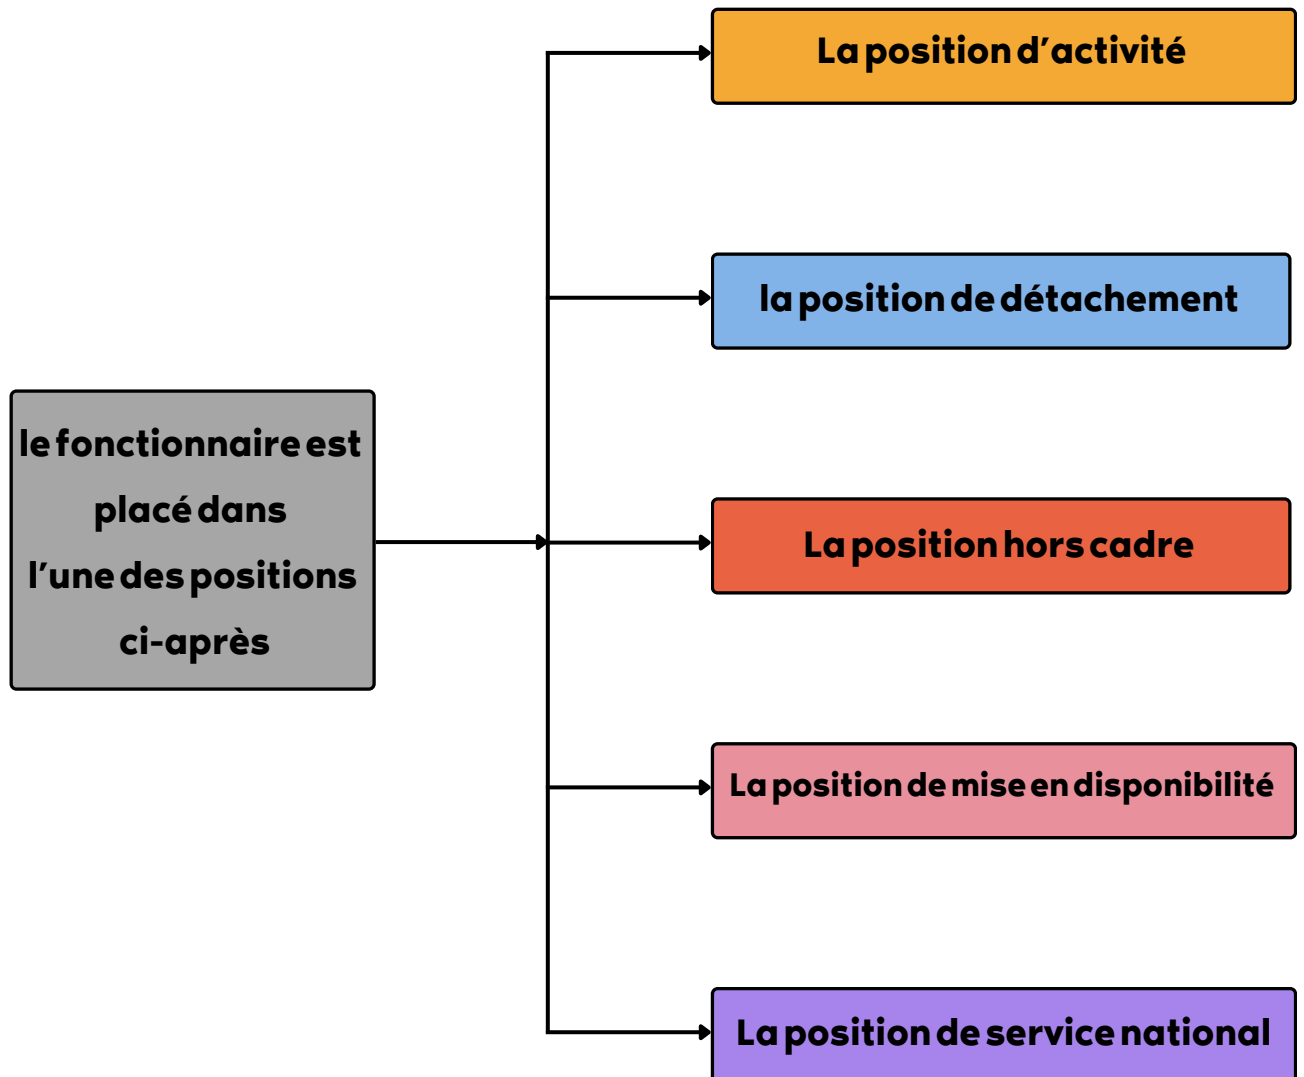 La position d'activité
la position de détachement
le fonctionnaire est
placé dans
l'une des positions
ci-après
La position hors cadre
La position de mise en disponibilité
La position de service national